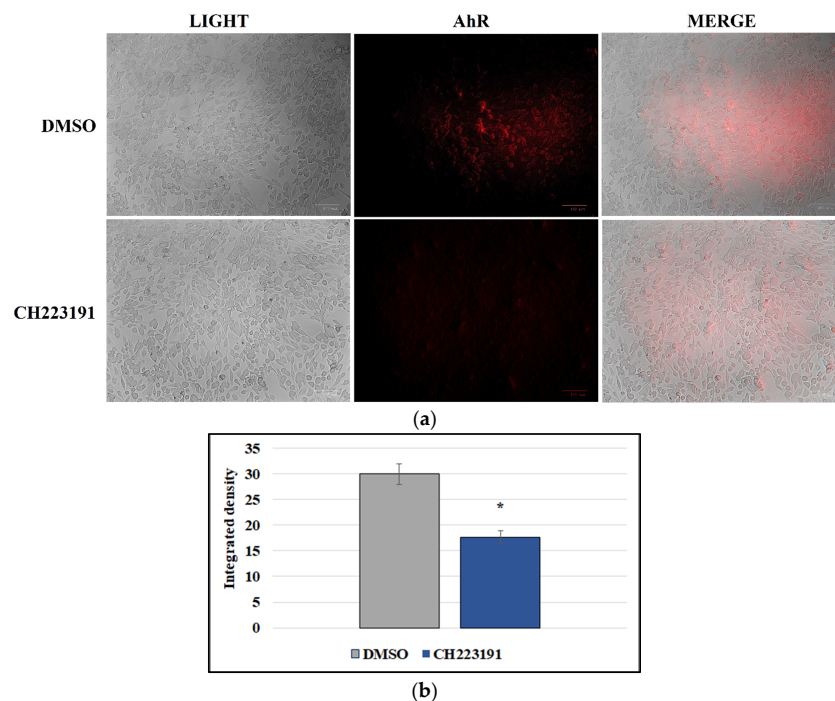 LIGHT AhR MERGE
DMSO
CH223191
(a)
35
30
25
20
15
10
5
0
Integrated density
*
DMSO CH223191
(b)